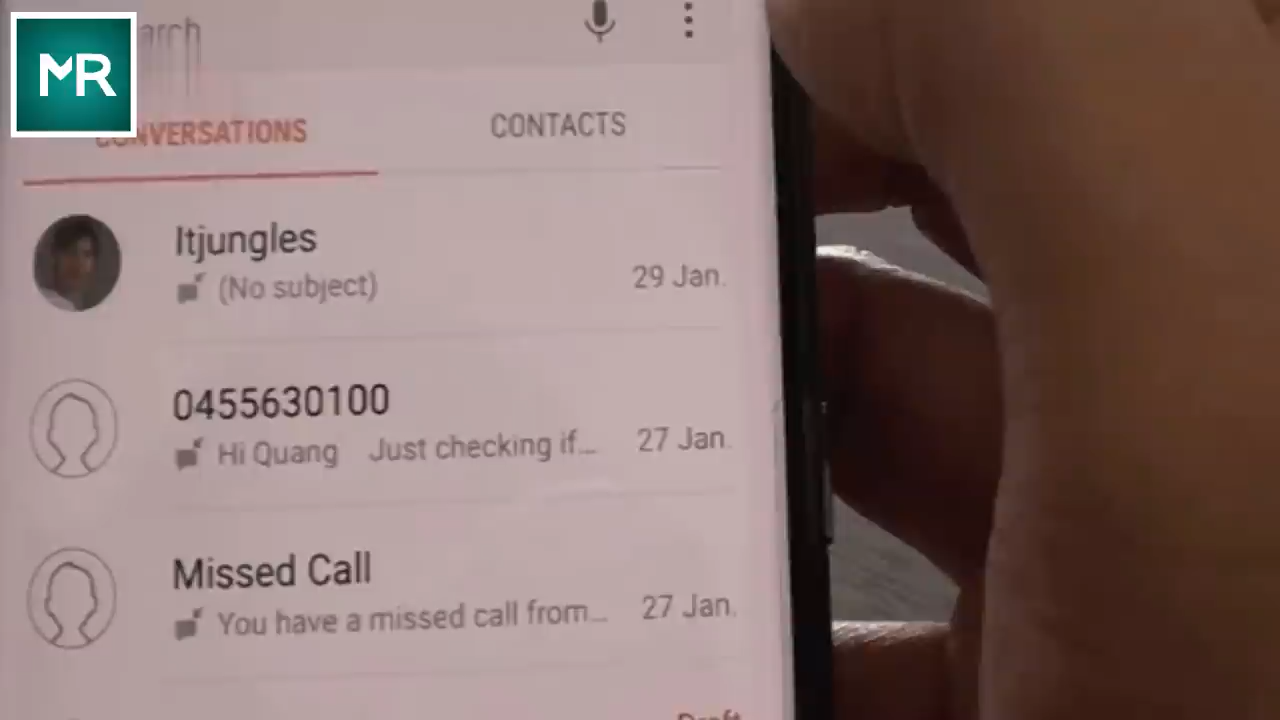 MR
arch
CONVERSATIONS
CONTACTS
Itjungles
(No subject)
29 Jan.
0455630100
Hi Quang Just checking if...
27 Jan.
Missed Call
You have a missed call from...
27 Jan.
Draft